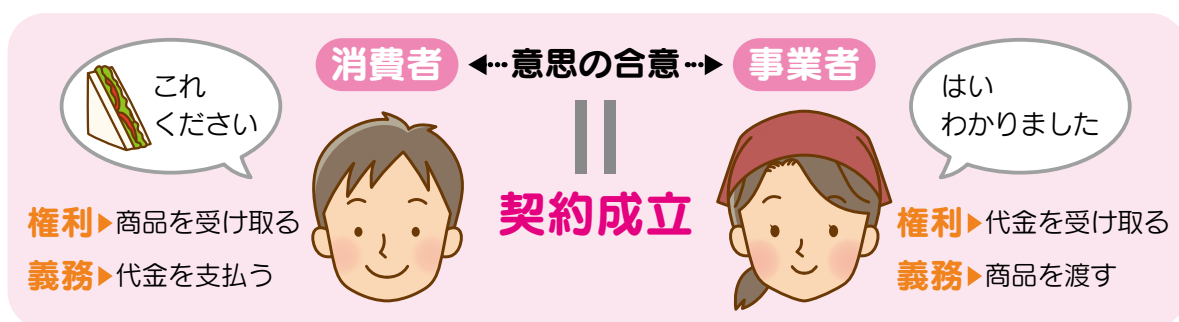 消費者 ◀┅意思の合意┅▶ 事業者
これ
ください
はい
わかりました
契約成立
権利▶商品を受け取る
義務▶代金を支払う
権利▶代金を受け取る
義務▶商品を渡す